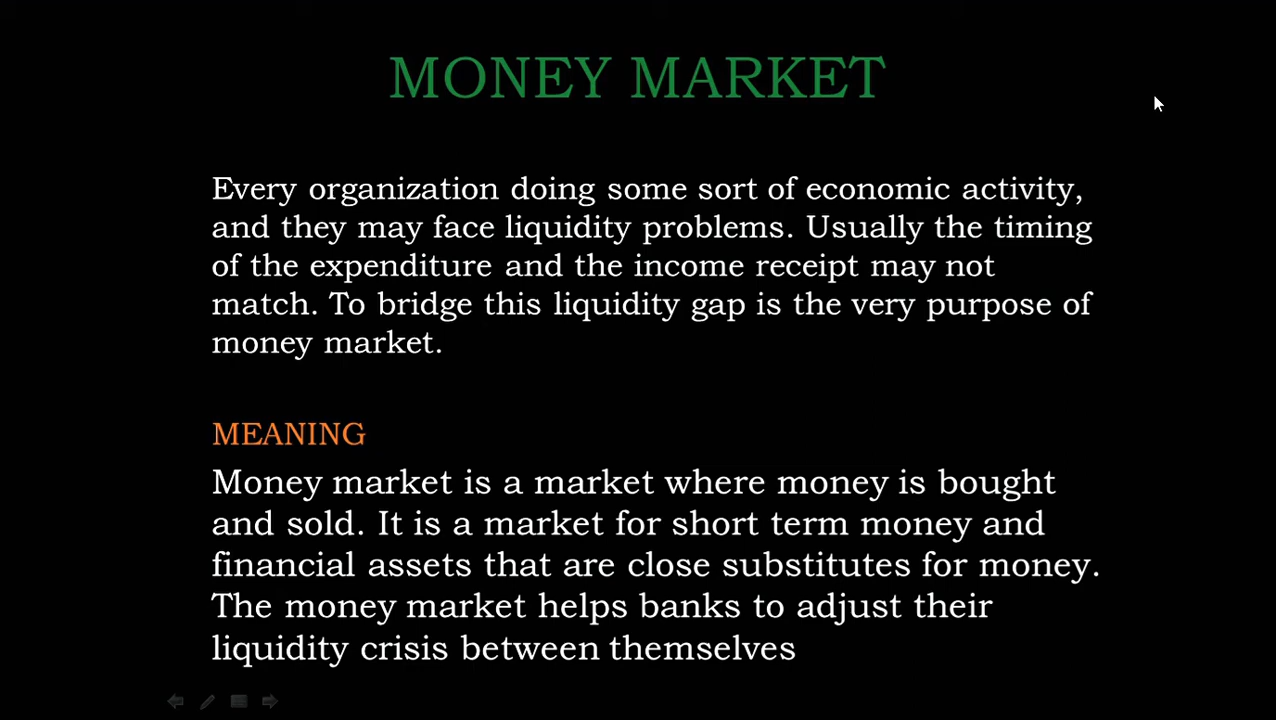 MONEY MARKET
Every organization doing some sort of economic activity,
and they may face liquidity problems. Usually the timing
of the expenditure and the income receipt may not
match. To bridge this liquidity gap is the very purpose of
money market.
MEANING
Money market is a market where money is bought
and sold. It is a market for short term money and
financial assets that are close substitutes for money.
The money market helps banks to adjust their
liquidity crisis between themselves